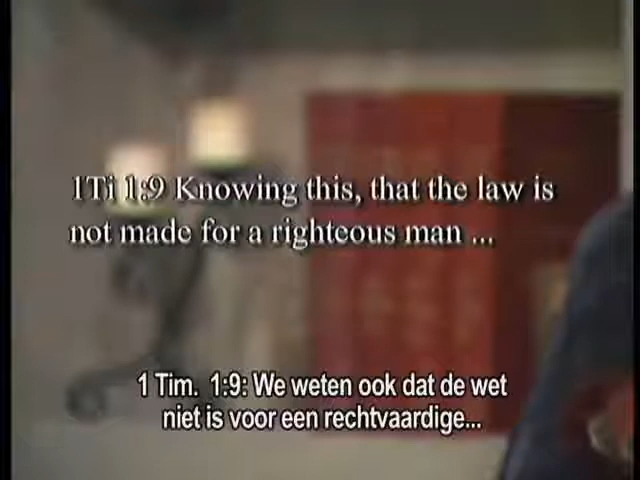 1Ti 1:9 Knowing this, that the law is
not made for a righteous man ...
1 Tim.  1:9: We weten ook dat de wet
niet is voor een rechtvaardige...